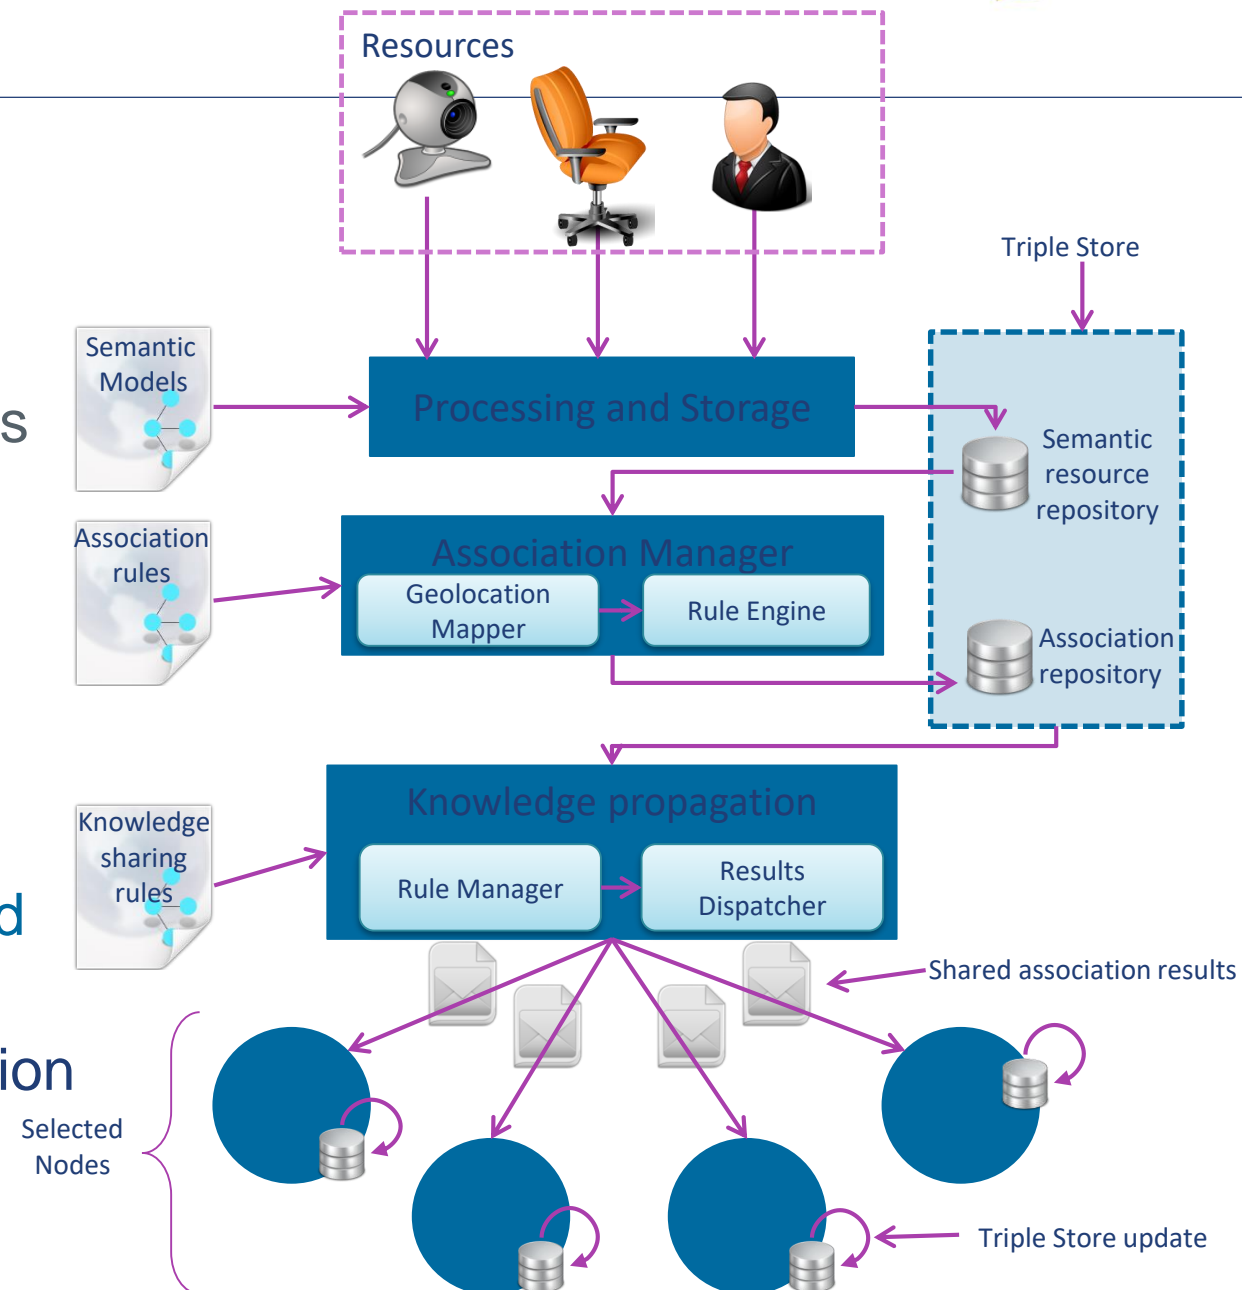 Resources
Triple Store
Semantic
Models
Processing and Storage
s
Semantic
resource
repository
Association
rules
Association Manager
Geolocation
Mapper
Rule Engine
Association
repository
Knowledge propagation
Knowledge
sharing
rules
Rule Manager
Results
Dispatcher
d
Shared association results
ion
Selected
Nodes
Triple Store update